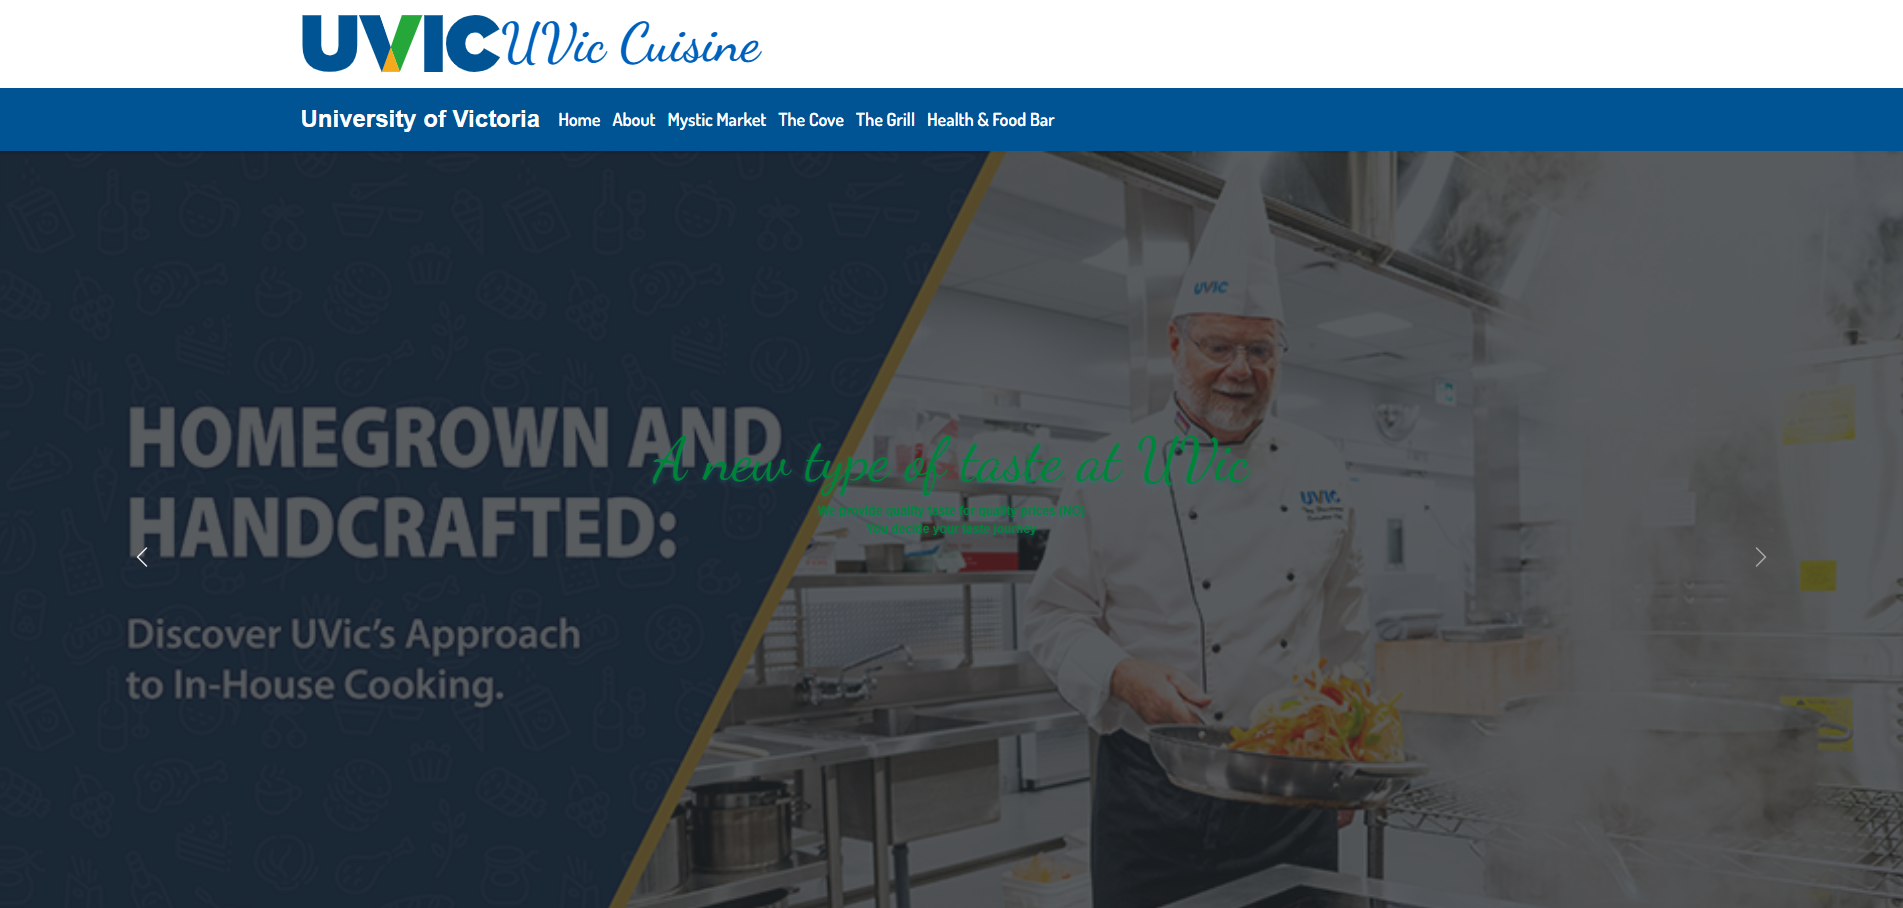 UVIC UVic Cuisine
University of Victoria Home About Mystic Market The Cove The Grill Health & Food Bar
UVIC
HOMEGROWN AND
HANDCRAFTED:
A new type of taste at UVic
We provide quality taste for quality prices (NO).
You decide your taste journey
UVIC
Discover UVic's Approach
to In-House Cooking.